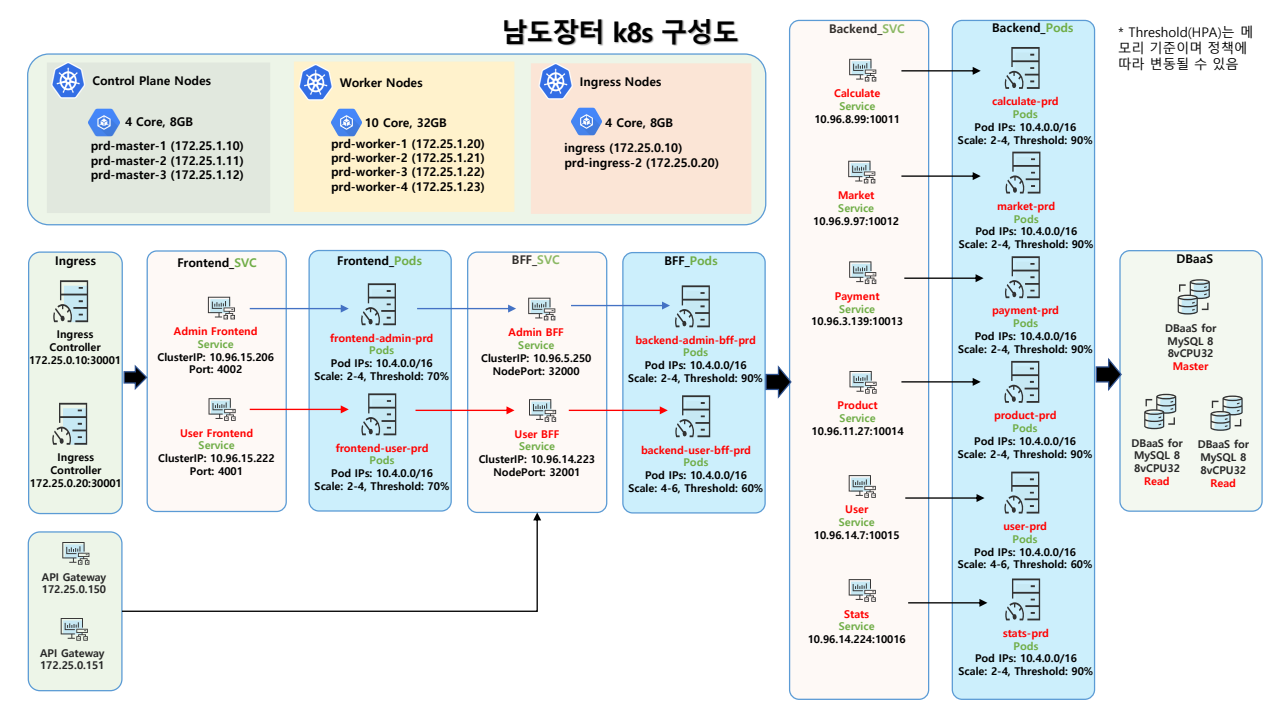 남도장터 k8s 구성도
* Threshold(HPA)는 메
모리 기준이며 정책에
따라 변동될 수 있음
Control Plane Nodes
4 Core, 8GB
prd-master-1 (172.25.1.10)
prd-master-2 (172.25.1.11)
prd-master-3 (172.25.1.12)
Worker Nodes
10 Core, 32GB
prd-worker-1 (172.25.1.20)
prd-worker-2 (172.25.1.21)
prd-worker-3 (172.25.1.22)
prd-worker-4 (172.25.1.23)
Ingress Nodes
4 Core, 8GB
ingress (172.25.0.10)
prd-ingress-2 (172.25.0.20)
Ingress
Ingress
Controller
172.25.0.10:30001
Ingress
Controller
172.25.0.20:30001
API Gateway
172.25.0.150
API Gateway
172.25.0.151
Frontend_SVC
Admin Frontend
Service
ClusterIP: 10.96.15.206
Port: 4002
User Frontend
Service
ClusterIP: 10.96.15.222
Port: 4001
Frontend_Pods
frontend-admin-prd
Pods
Pod IPs: 10.4.0.0/16
Scale: 2-4, Threshold: 70%
frontend-user-prd
Pods
Pod IPs: 10.4.0.0/16
Scale: 2-4, Threshold: 70%
BFF_SVC
Admin BFF
Service
ClusterIP: 10.96.5.250
NodePort: 32000
User BFF
Service
ClusterIP: 10.96.14.223
NodePort: 32001
BFF_Pods
backend-admin-bff-prd
Pods
Pod IPs: 10.4.0.0/16
Scale: 2-4, Threshold: 90%
backend-user-bff-prd
Pods
Pod IPs: 10.4.0.0/16
Scale: 4-6, Threshold: 60%
Backend_SVC
Calculate
Service
10.96.8.99:10011
Market
Service
10.96.9.97:10012
Payment
Service
10.96.3.139:10013
Product
Service
10.96.11.27:10014
User
Service
10.96.14.7:10015
Stats
Service
10.96.14.224:10016
Backend_Pods
calculate-prd
Pods
Pod IPs: 10.4.0.0/16
Scale: 2-4, Threshold: 90%
market-prd
Pods
Pod IPs: 10.4.0.0/16
Scale: 2-4, Threshold: 90%
payment-prd
Pods
Pod IPs: 10.4.0.0/16
Scale: 2-4, Threshold: 90%
product-prd
Pods
Pod IPs: 10.4.0.0/16
Scale: 2-4, Threshold: 90%
user-prd
Pods
Pod IPs: 10.4.0.0/16
Scale: 4-6, Threshold: 60%
stats-prd
Pods
Pod IPs: 10.4.0.0/16
Scale: 2-4, Threshold: 90%
DBaaS
DBaaS for
MySQL 8
8vCPU32
Master
DBaaS for
MySQL 8
8vCPU32
Read
DBaaS for
MySQL 8
8vCPU32
Read